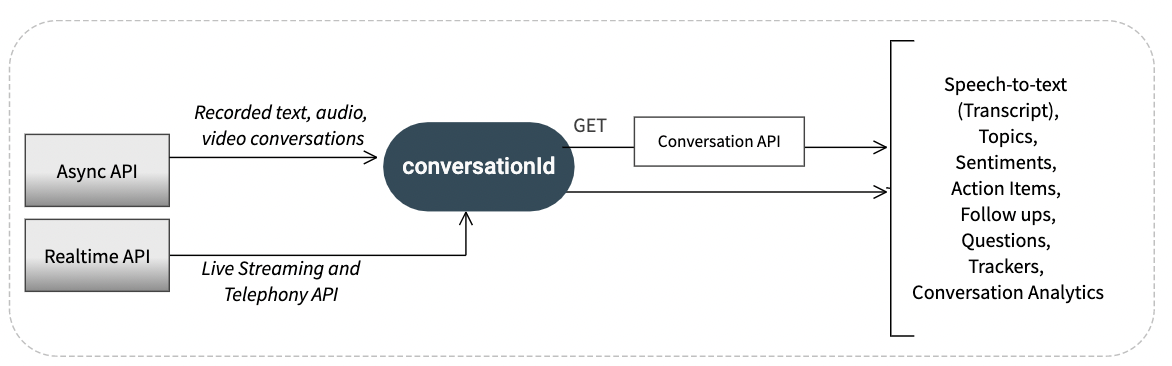 Recorded text, audio,
video conversations
Async API
conversationId
GET
Conversation API
Realtime API
Live Streaming and
Telephony API
Speech-to-text
(Transcript),
Topics,
Sentiments,
Action Items,
Follow ups,
Questions,
Trackers,
Conversation Analytics